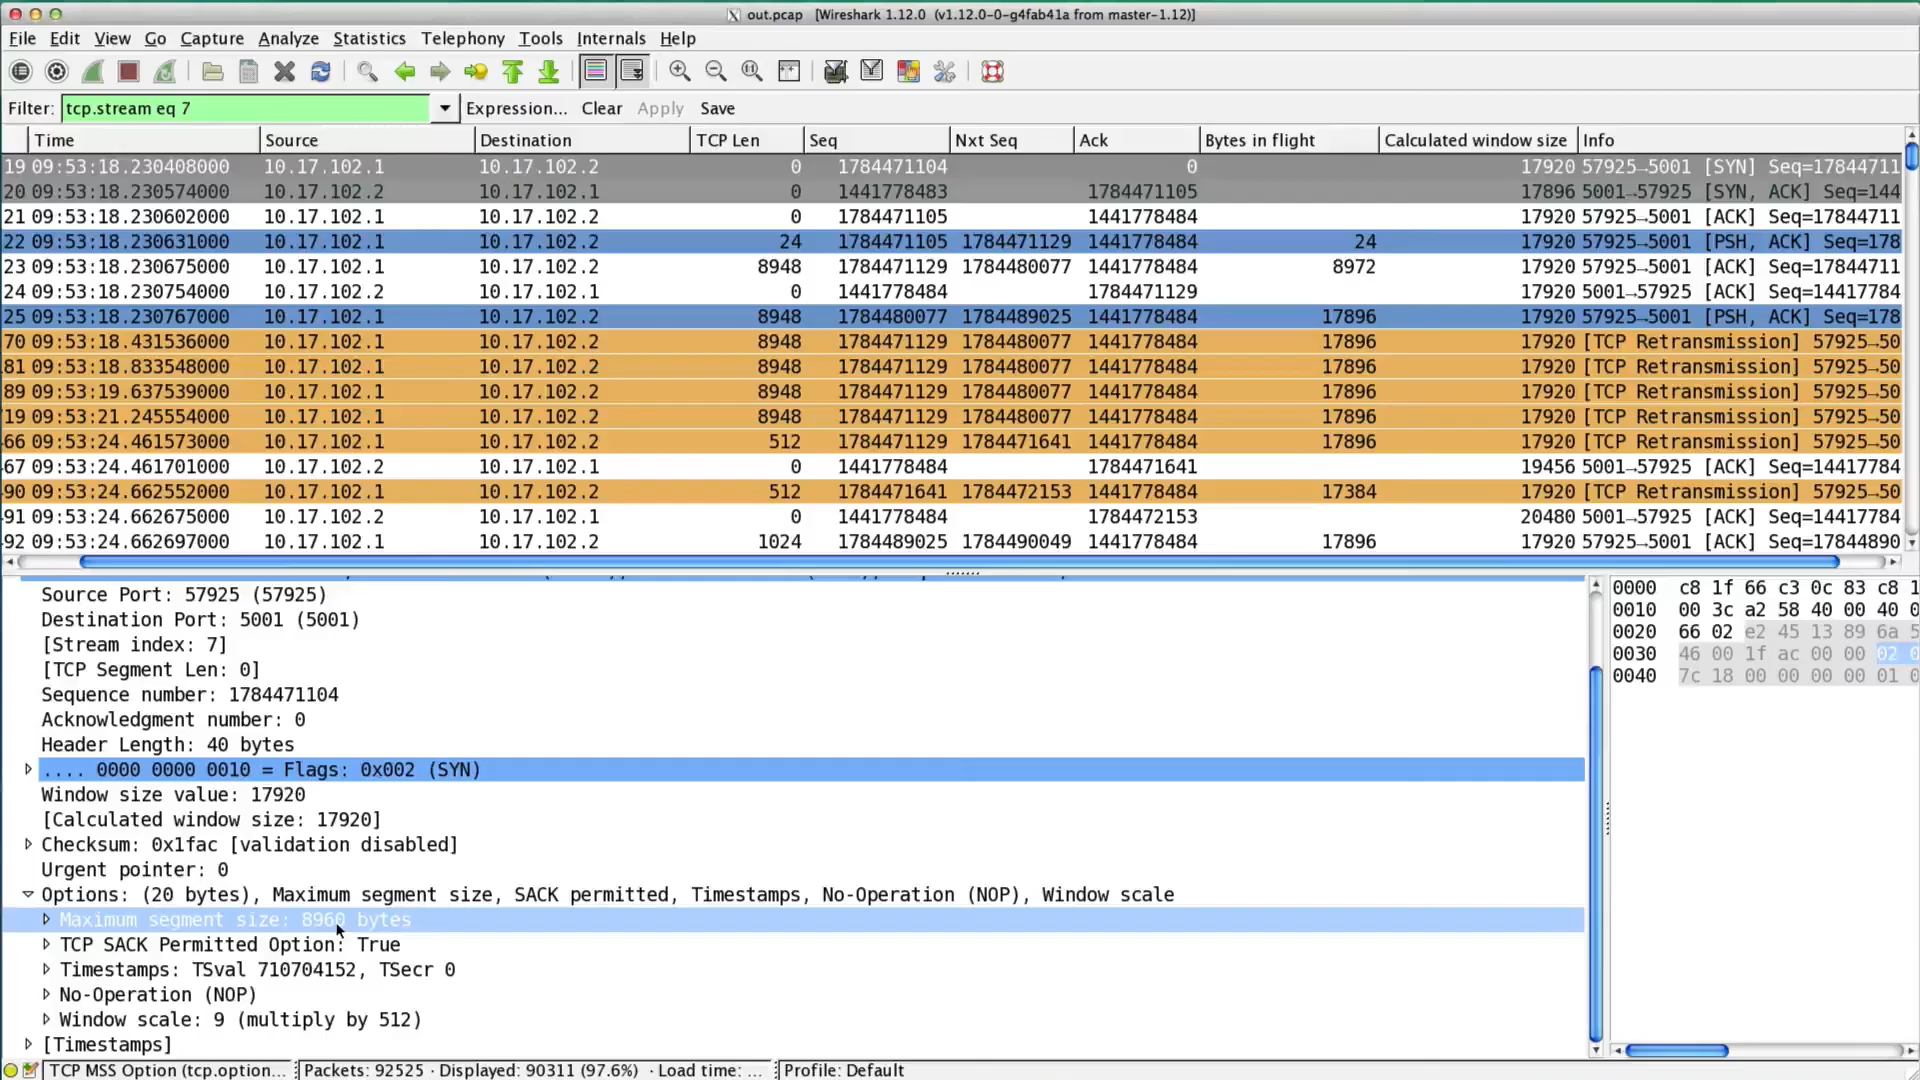 out.pcap [Wireshark 1.12.0 (v1.12.0-0-g4fab41a from master-1.12)]
File Edit View Go Capture Analyze Statistics Telephony Tools Internals Help
Filter: tcp.stream eq 7 Expression... Clear Apply Save
Time Source Destination TCP Len Seq Nxt Seq Ack Bytes in flight Calculated window size Info
19 09:53:18.230408000 10.17.102.1 10.17.102.2 0 1784471104 0 17920 57925→5001 [SYN] Seq=17844711
20 09:53:18.230574000 10.17.102.2 10.17.102.1 0 1441778483 1784471105 17896 5001→57925 [SYN, ACK] Seq=144
21 09:53:18.230602000 10.17.102.1 10.17.102.2 0 1784471105 1441778484 17920 57925→5001 [ACK] Seq=17844711
22 09:53:18.230631000 10.17.102.1 10.17.102.2 24 1784471105 1784471129 1441778484 24 17920 57925→5001 [PSH, ACK] Seq=178
23 09:53:18.230675000 10.17.102.1 10.17.102.2 8948 1784471129 1784480077 1441778484 8972 17920 57925→5001 [ACK] Seq=17844711
24 09:53:18.230754000 10.17.102.2 10.17.102.1 0 1441778484 1784471129 17920 5001→57925 [ACK] Seq=14417784
25 09:53:18.230767000 10.17.102.1 10.17.102.2 8948 1784480077 1784489025 1441778484 17896 17920 57925→5001 [PSH, ACK] Seq=178
70 09:53:18.431536000 10.17.102.1 10.17.102.2 8948 1784471129 1784480077 1441778484 17896 17920 [TCP Retransmission] 57925→50
81 09:53:18.833548000 10.17.102.1 10.17.102.2 8948 1784471129 1784480077 1441778484 17896 17920 [TCP Retransmission] 57925→50
89 09:53:19.637539000 10.17.102.1 10.17.102.2 8948 1784471129 1784480077 1441778484 17896 17920 [TCP Retransmission] 57925→50
19 09:53:21.245554000 10.17.102.1 10.17.102.2 8948 1784471129 1784480077 1441778484 17896 17920 [TCP Retransmission] 57925→50
66 09:53:24.461573000 10.17.102.1 10.17.102.2 512 1784471129 1784471641 1441778484 17896 17920 [TCP Retransmission] 57925→50
67 09:53:24.461701000 10.17.102.2 10.17.102.1 0 1441778484 1784471641 19456 5001→57925 [ACK] Seq=14417784
90 09:53:24.662552000 10.17.102.1 10.17.102.2 512 1784471641 1784472153 1441778484 17384 17920 [TCP Retransmission] 57925→50
91 09:53:24.662675000 10.17.102.2 10.17.102.1 0 1441778484 1784472153 20480 5001→57925 [ACK] Seq=14417784
92 09:53:24.662697000 10.17.102.1 10.17.102.2 1024 1784489025 1784490049 1441778484 17896 17920 57925→5001 [ACK] Seq=17844890
Source Port: 57925 (57925)
Destination Port: 5001 (5001)
[Stream index: 7]
[TCP Segment Len: 0]
Sequence number: 1784471104
Acknowledgment number: 0
Header Length: 40 bytes
.... 0000 0000 0010 = Flags: 0x002 (SYN)
Window size value: 17920
[Calculated window size: 17920]
Checksum: 0x1fac [validation disabled]
Urgent pointer: 0
Options: (20 bytes), Maximum segment size, SACK permitted, Timestamps, No-Operation (NOP), Window scale
Maximum segment size: 8960 bytes
TCP SACK Permitted Option: True
Timestamps: TSval 710704152, TSecr 0
No-Operation (NOP)
Window scale: 9 (multiply by 512)
[Timestamps]
0000 c8 1f 66 c3 0c 83 c8 1
0010 00 3c a2 58 40 00 40 0
0020 66 02 e2 45 13 89 6a 5
0030 46 00 1f ac 00 00 02 0
0040 7c 18 00 00 00 00 01 0
TCP MSS Option (tcp.option... Packets: 92525 · Displayed: 90311 (97.6%) · Load time: ... Profile: Default